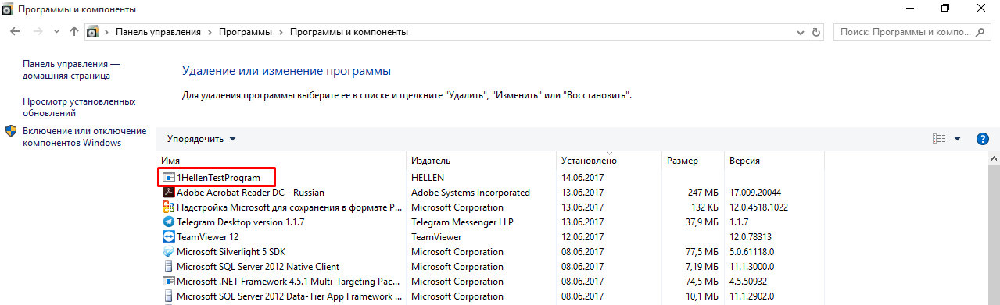 Программы и компоненты
Панель управления Программы Программы и компоненты
Поиск: Программы и компо...
Панель управления —
домашняя страница
Просмотр установленных
обновлений
Включение или отключение
компонентов Windows
Удаление или изменение программы
Для удаления программы выберите ее в списке и щелкните "Удалить", "Изменить" или "Восстановить".
Упорядочить
Имя Издатель Установлено Размер Версия
1HellenTestProgram HELLEN 14.06.2017
Adobe Acrobat Reader DC - Russian Adobe Systems Incorporated 13.06.2017 247 МБ 17.009.20044
Надстройка Microsoft для сохранения в формате P... Microsoft Corporation 13.06.2017 132 КБ 12.0.4518.1022
Telegram Desktop version 1.1.7 Telegram Messenger LLP 13.06.2017 37,9 МБ 1.1.7
TeamViewer 12 TeamViewer 12.06.2017 12.0.78313
Microsoft Silverlight 5 SDK Microsoft Corporation 08.06.2017 77,5 МБ 5.0.61118.0
Microsoft SQL Server 2012 Native Client Microsoft Corporation 08.06.2017 7,19 МБ 11.1.3000.0
Microsoft .NET Framework 4.5.1 Multi-Targeting Pac... Microsoft Corporation 08.06.2017 74,5 МБ 4.5.50932
Microsoft SQL Server 2012 Data-Tier App Framework ... Microsoft Corporation 08.06.2017 10,1 МБ 11.1.2902.0